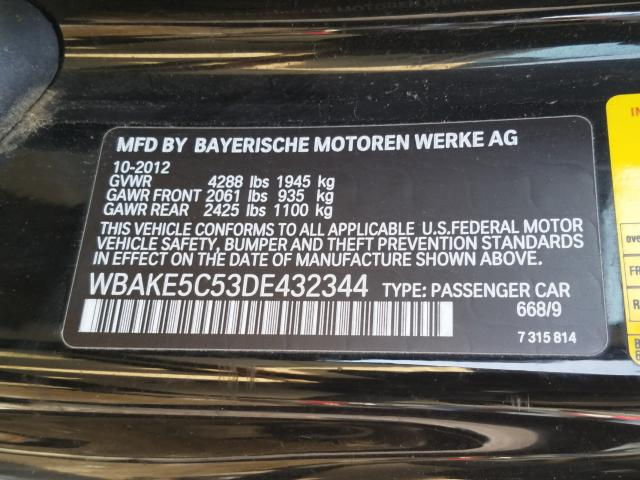 MFD BY BAYERISCHE MOTOREN WERKE AG
10-2012
GVWR 4288 lbs 1945 kg
GAWR FRONT 2061 lbs 935 kg
GAWR REAR 2425 lbs 1100 kg
THIS VEHICLE CONFORMS TO ALL APPLICABLE U.S.FEDERAL MOTOR
VEHICLE SAFETY, BUMPER AND THEFT PREVENTION STANDARDS
IN EFFECT ON THE DATE OF MANUFACTURE SHOWN ABOVE.
WBAKE5C53DE432344 TYPE: PASSENGER CAR
668/9
7 315 814